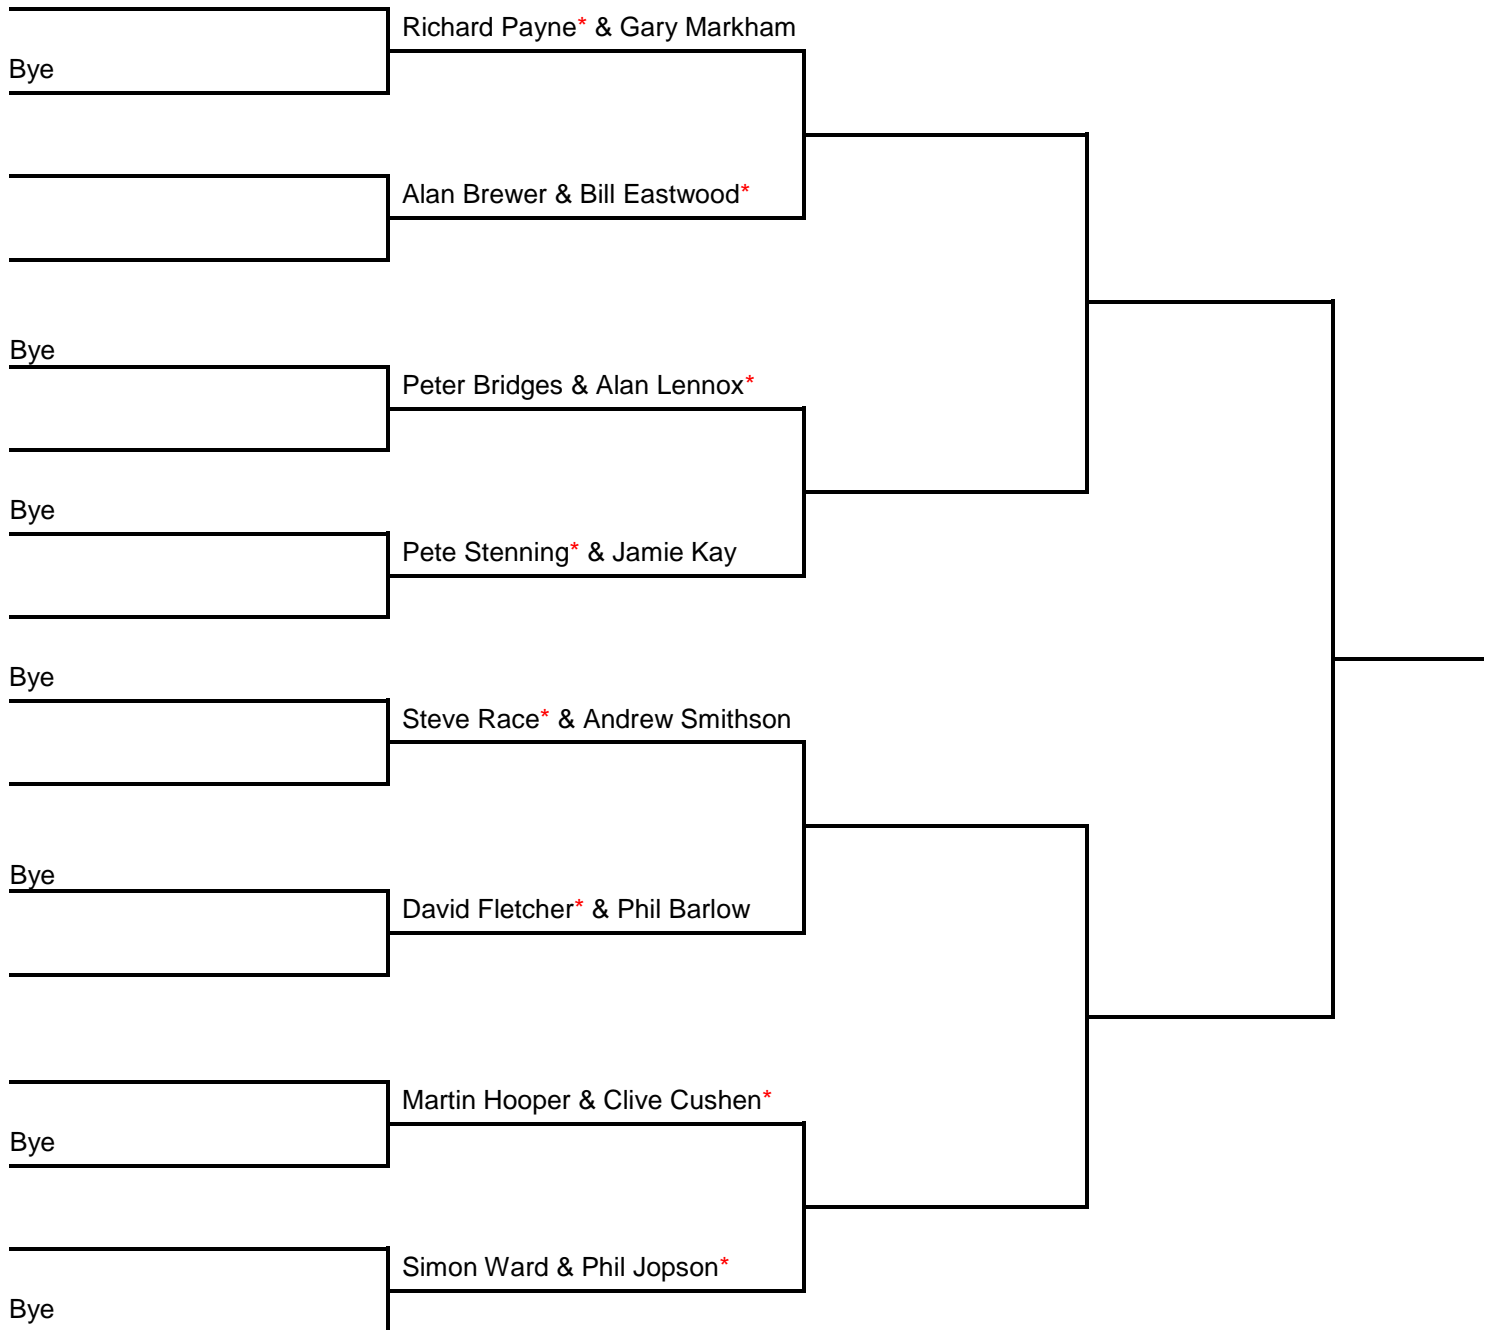 Richard Payne* & Gary Markham
Bye
Alan Brewer & Bill Eastwood*
Bye
Peter Bridges & Alan Lennox*
Bye
Pete Stenning* & Jamie Kay
Bye
Steve Race* & Andrew Smithson
Bye
David Fletcher* & Phil Barlow
Martin Hooper & Clive Cushen*
Bye
Simon Ward & Phil Jopson*
Bye